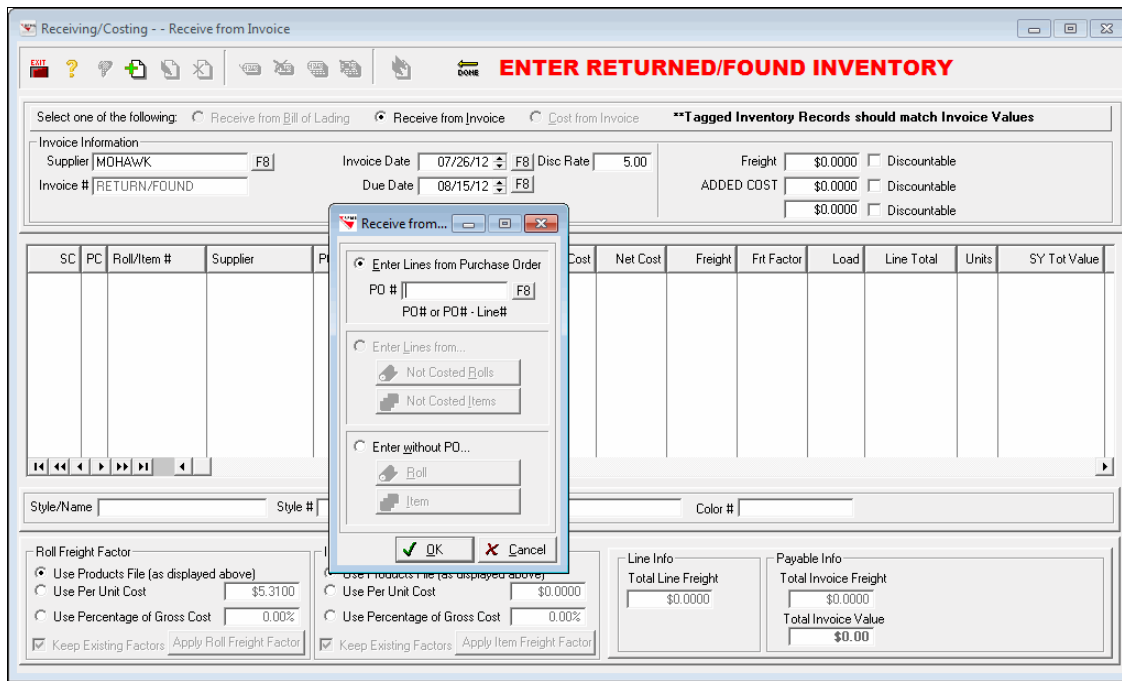 Receiving/Costing - - Receive from Invoice
EXIT
DONE
ENTER RETURNED/FOUND INVENTORY
Select one of the following: Receive from Bill of Lading Receive from Invoice Cost from Invoice **Tagged Inventory Records should match Invoice Values
Invoice Information
Supplier MOHAWK F8 Invoice Date 07/26/12 F8 Disc Rate 5.00 Freight $0.0000 Discountable
Invoice # RETURN/FOUND Due Date 08/15/12 F8 ADDED COST $0.0000 Discountable
$0.0000 Discountable
SC PC Roll/Item # Supplier Cost Net Cost Freight Frt Factor Load Line Total Units SY Tot Value
Receive from...
Enter Lines from Purchase Order
PO # F8
PO# or PO# - Line#
Enter Lines from...
Not Costed Rolls
Not Costed Items
Enter without PO...
Roll
Item
OK Cancel
Style/Name Style # Color #
Roll Freight Factor
Use Products File (as displayed above)
Use Per Unit Cost $5.3100
Use Percentage of Gross Cost 0.00%
Keep Existing Factors Apply Roll Freight Factor
Use Products File (as displayed above)
Use Per Unit Cost $0.0000
Use Percentage of Gross Cost 0.00%
Keep Existing Factors Apply Item Freight Factor
Line Info
Total Line Freight
$0.0000
Payable Info
Total Invoice Freight
$0.0000
Total Invoice Value
$0.00